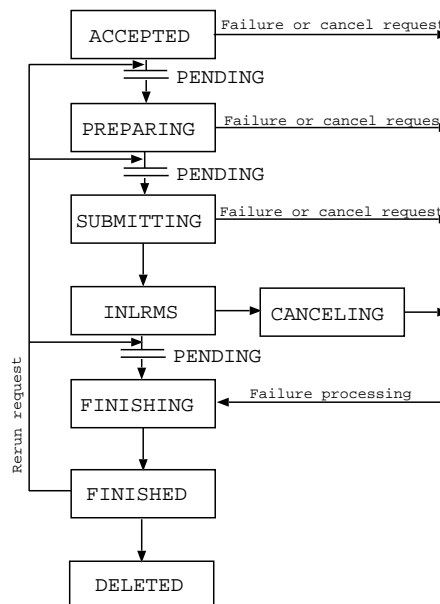 ACCEPTED
Failure or cancel request
PENDING
PREPARING
Failure or cancel request
PENDING
SUBMITTING
Failure or cancel request
INLRMS
CANCELING
PENDING
Rerun request
FINISHING
Failure processing
FINISHED
DELETED